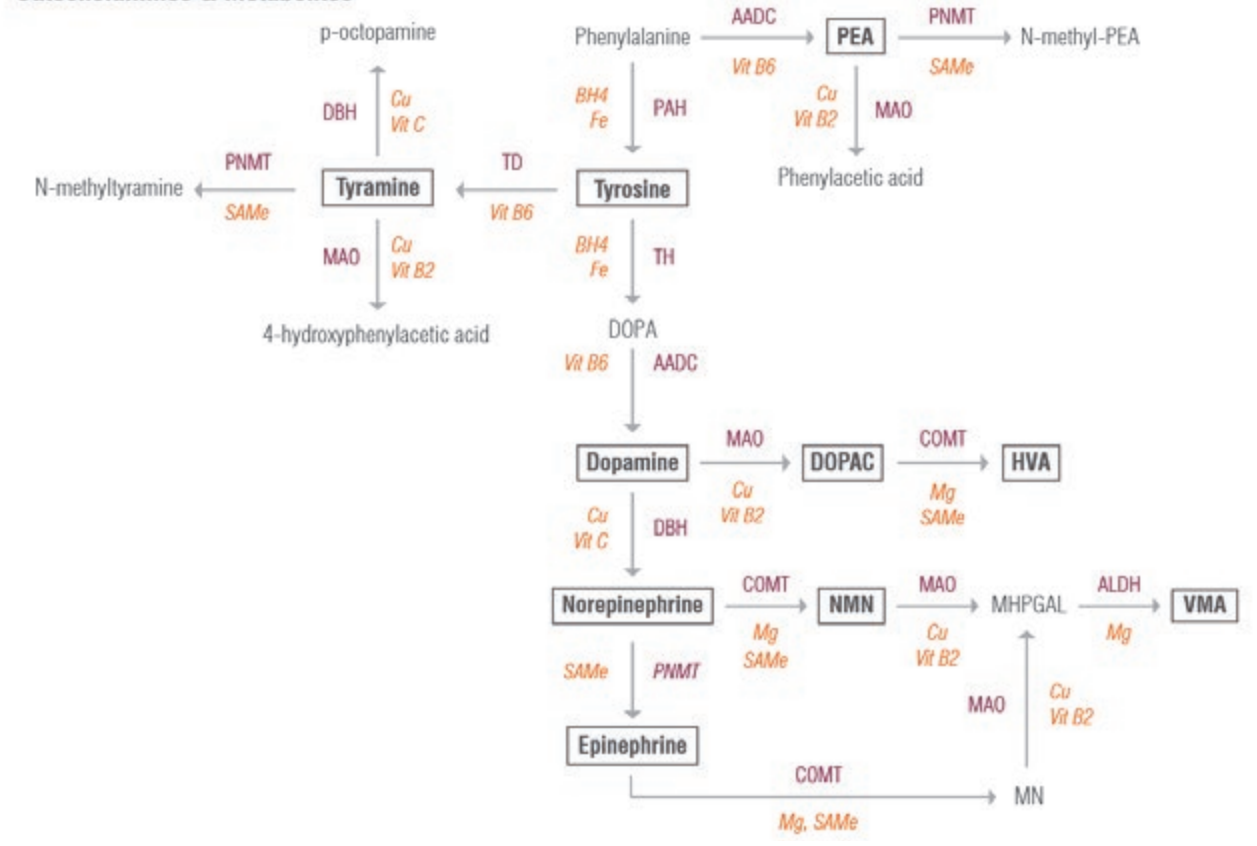 AADC
PNMT
p-octopamine
Phenylalanine
PEA
N-methyl-PEA
Vit B6
SAMe
DBH
Cu
Vit C
BH4
Fe
PAH
Cu
Vit B2
MAO
PNMT
TD
Phenylacetic acid
N-methyltyramine
Tyramine
Tyrosine
SAMe
Vit B6
MAO
Cu
Vit B2
BH4
Fe
TH
4-hydroxyphenylacetic acid
DOPA
Vit B6
AADC
MAO
COMT
Dopamine
DOPAC
HVA
Cu
Vit B2
Mg
SAMe
Cu
Vit C
DBH
COMT
MAO
ALDH
Norepinephrine
NMN
MHPGAL
VMA
Mg
SAMe
Cu
Vit B2
Mg
SAMe
PNMT
MAO
Cu
Vit B2
Epinephrine
COMT
MN
Mg, SAMe